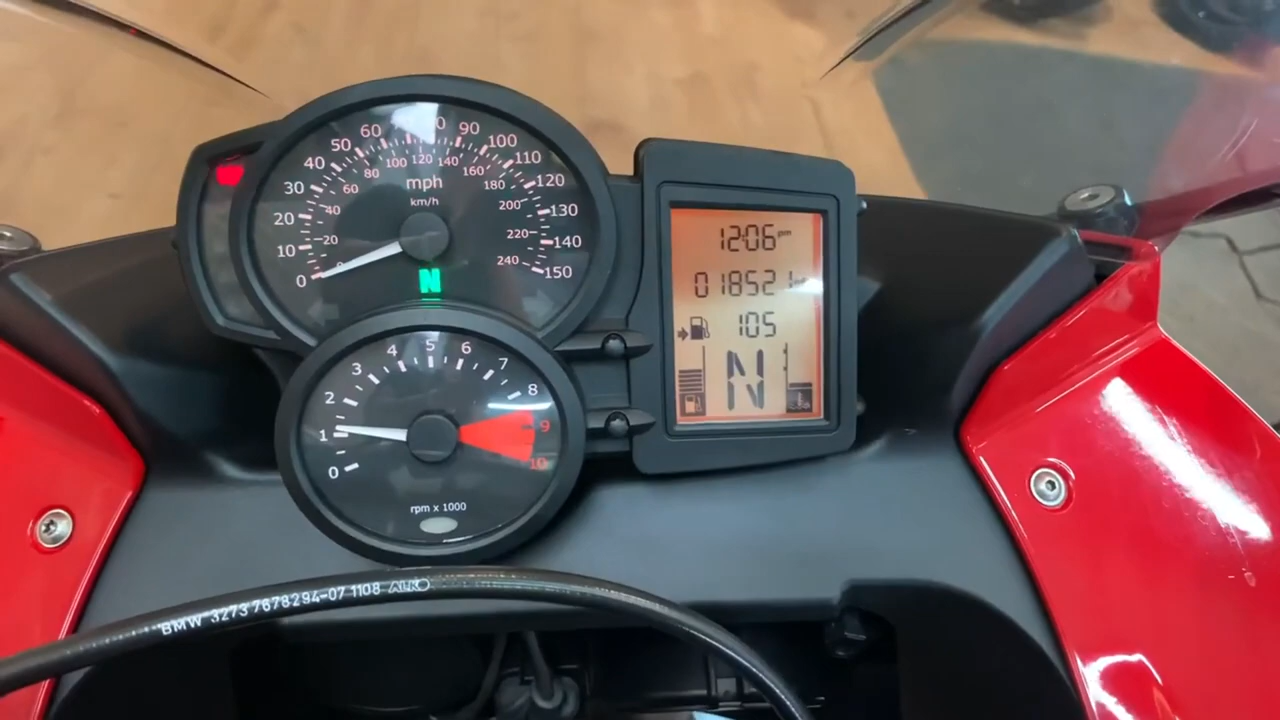 0 10 20 30 40 50 60 90 100 110 120 130 140 150
20 40 60 80 100 120 140 160 180 200 220 240
mph
km/h
N
12:06 pm
018521
105
N
0 1 2 3 4 5 6 7 8 9 10
rpm x 1000
BMW 3273 7678294-07 1108